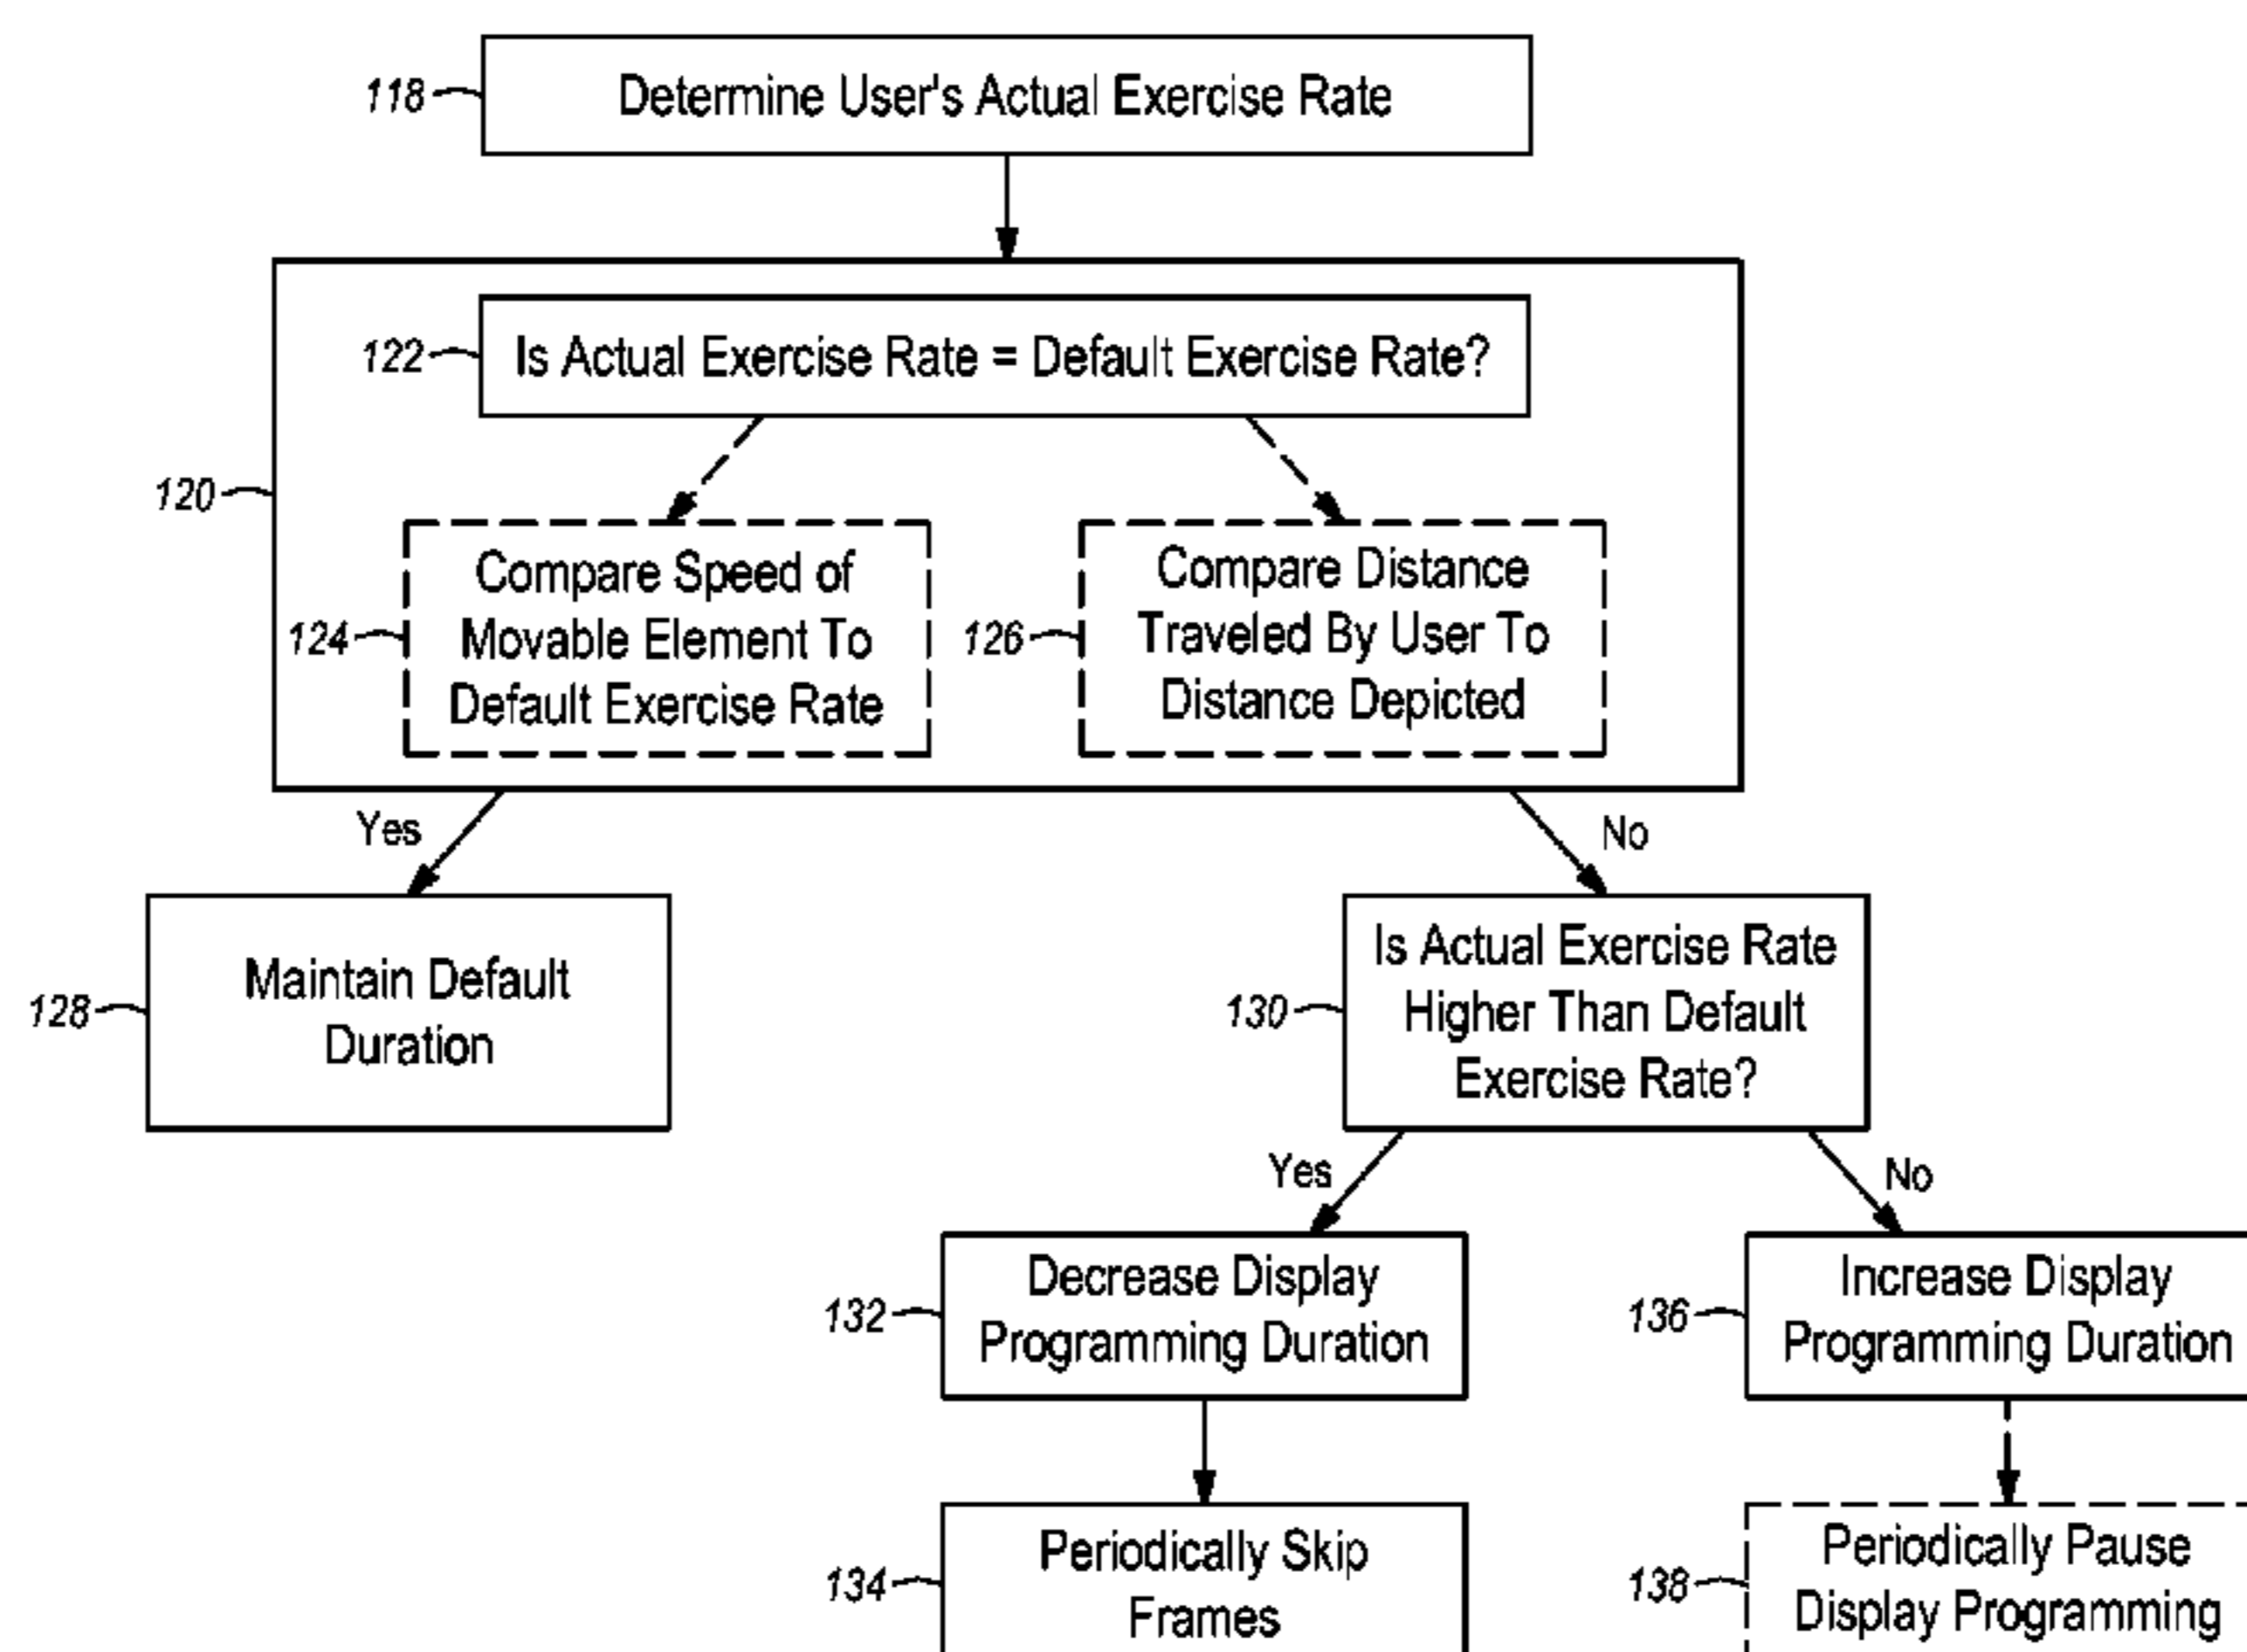 118
Determine User's Actual Exercise Rate
122
Is Actual Exercise Rate = Default Exercise Rate?
120
124
Compare Speed of
Movable Element To
Default Exercise Rate
126
Compare Distance
Traveled By User To
Distance Depicted
Yes
No
128
Maintain Default
Duration
130
Is Actual Exercise Rate
Higher Than Default
Exercise Rate?
Yes
No
132
Decrease Display
Programming Duration
136
Increase Display
Programming Duration
134
Periodically Skip
Frames
138
Periodically Pause
Display Programming